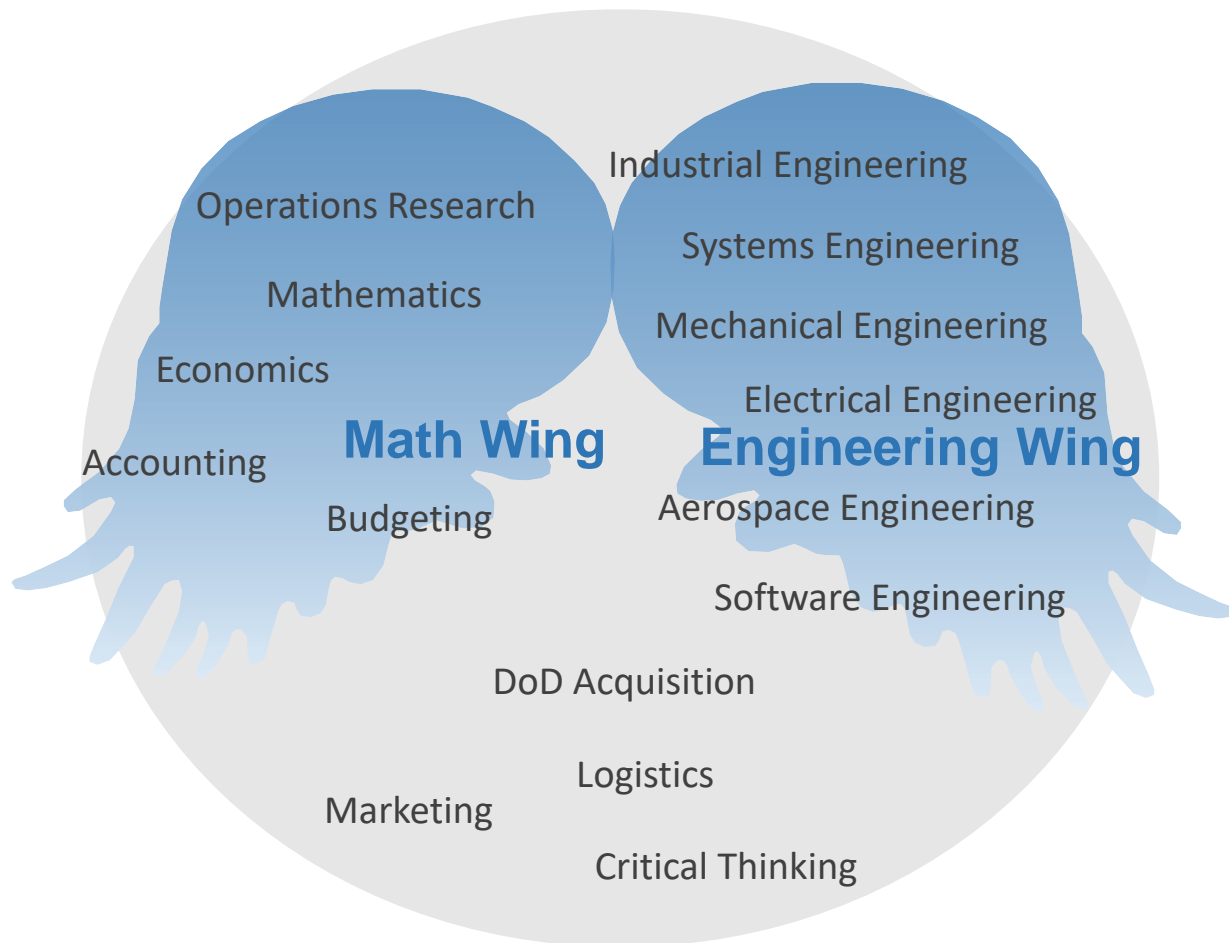 Industrial Engineering
Operations Research
Systems Engineering
Mathematics
Mechanical Engineering
Economics
Electrical Engineering
Math Wing
Engineering Wing
Accounting
Budgeting
Aerospace Engineering
Software Engineering
DoD Acquisition
Logistics
Marketing
Critical Thinking